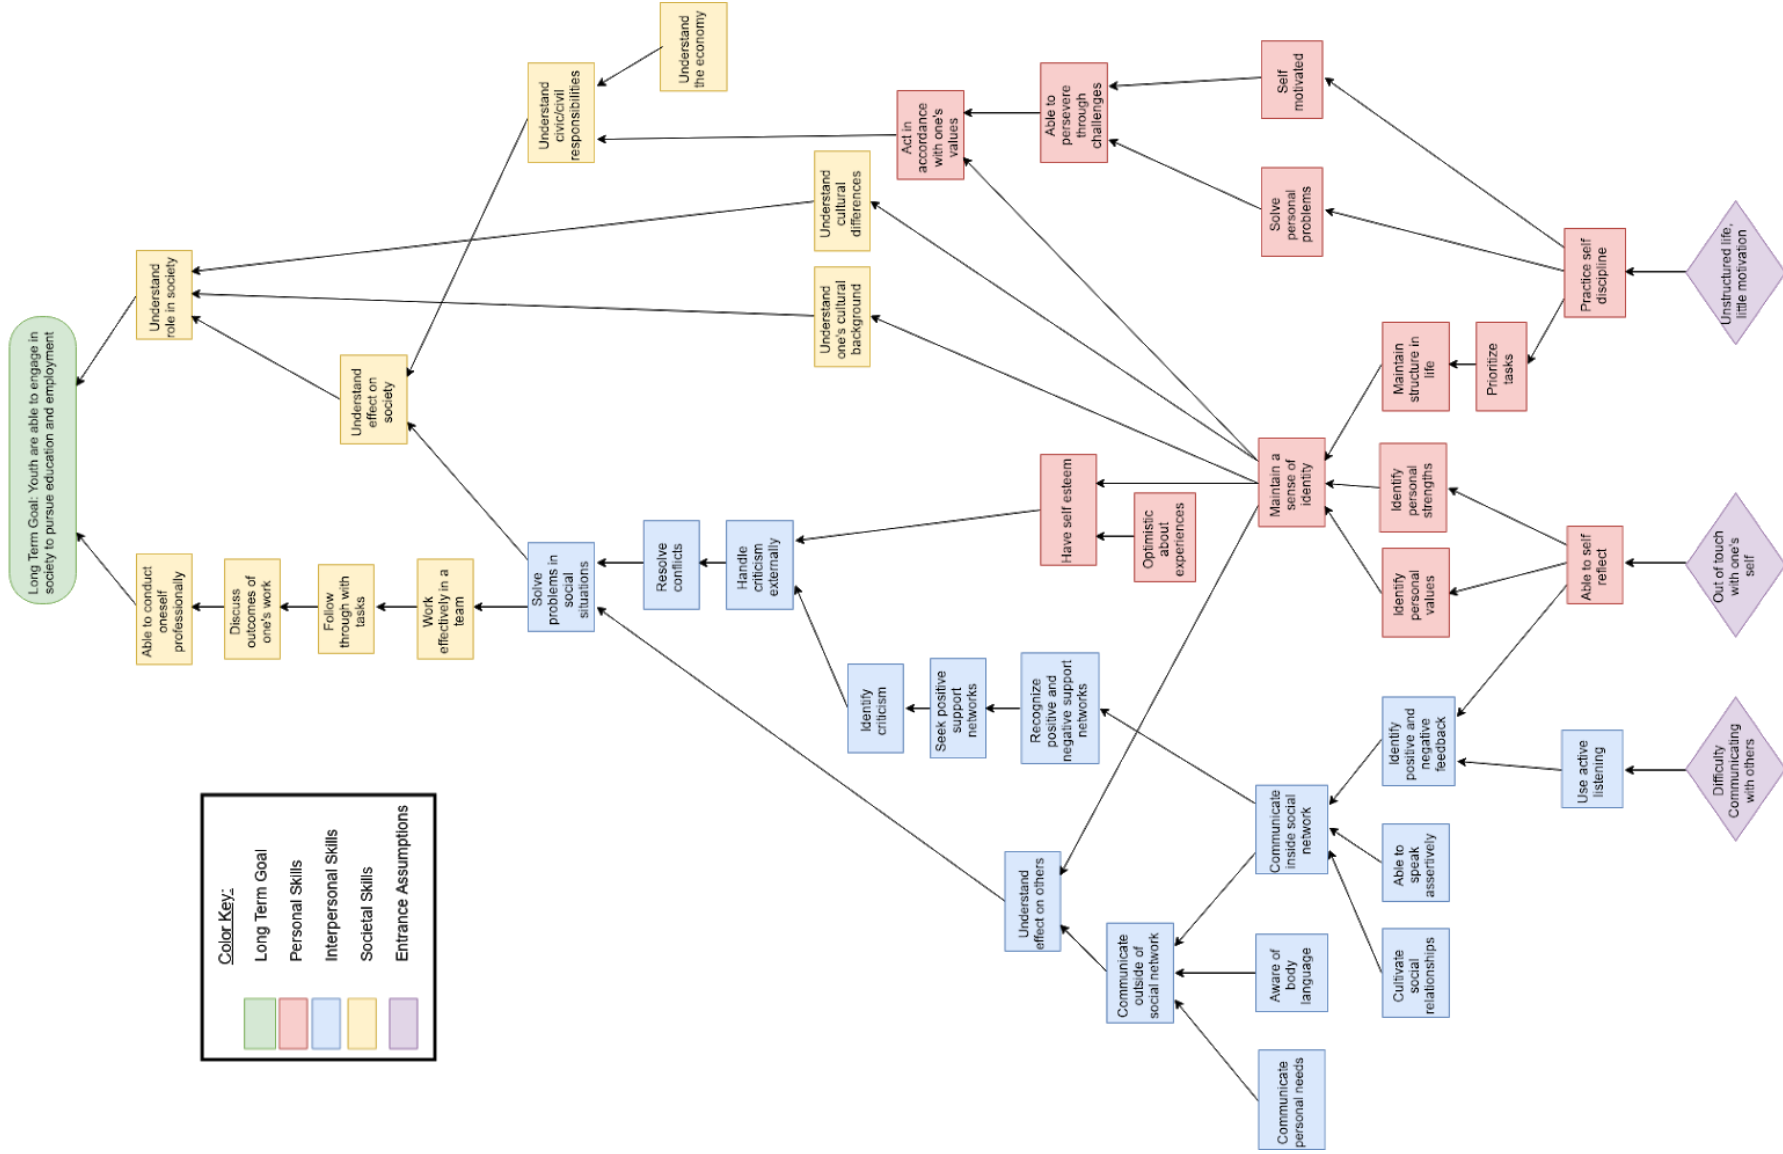 Long Term Goal: Youth are able to engage in
society to pursue education and employment
Able to conduct
oneself
professionally
Understand
role in society
Discuss
outcomes of
one's work
Follow
through with
tasks
Understand
effect on
society
Work
effectively in a
team
Solve
problems in
social
situations
Understand
civic/civil
responsibilities
Resolve
conflicts
Understand
the economy
Handle
criticism
externally
Understand
one's cultural
background
Understand
cultural
differences
Identify
criticism
Act in
accordance
with one's
values
Seek positive
support
networks
Understand
effect on others
Recognize
positive and
negative support
networks
Have self esteem
Able to
persevere
through
challenges
Communicate
outside of
social network
Optimistic
about
experiences
Communicate
personal needs
Aware of
body
language
Communicate
inside social
network
Maintain a
sense of
identity
Solve
personal
problems
Self
motivated
Cultivate
social
relationships
Able to
speak
assertively
Identify
positive and
negative
feedback
Identify
personal
values
Identify
personal
strengths
Maintain
structure in
life
Prioritize
tasks
Use active
listening
Able to self
reflect
Practice self
discipline
Difficulty
Communicating
with others
Out of touch
with one's
self
Unstructured life,
little motivation
Color Key:
Long Term Goal
Personal Skills
Interpersonal Skills
Societal Skills
Entrance Assumptions